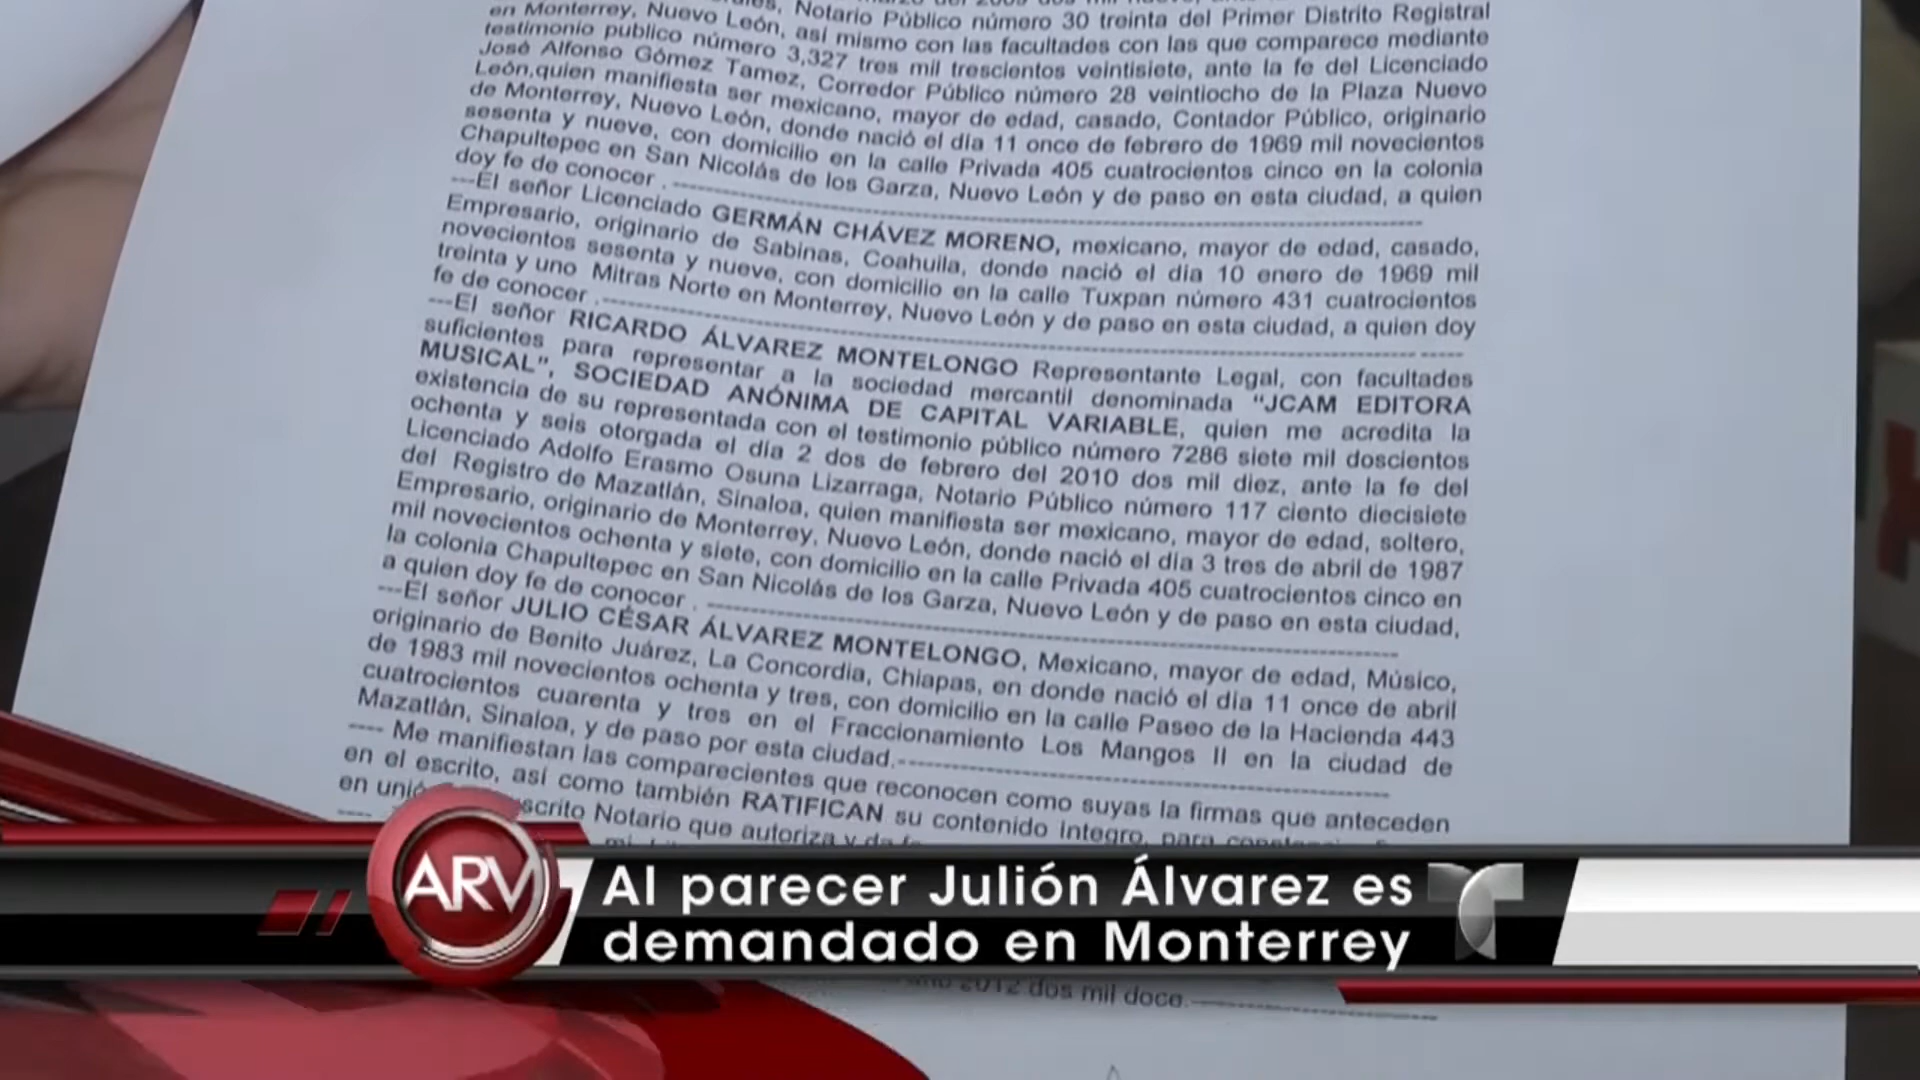 Notario Público número 30 treinta del Primer Distrito Registral
en Monterrey, Nuevo León, así mismo con las facultades con las que comparece mediante
testimonio público número 3,327 tres mil trescientos veintisiete, ante la fe del Licenciado
José Alfonso Gómez Tamez, Corredor Público número 28 veintiocho de la Plaza Nuevo
León,quien manifiesta ser mexicano, mayor de edad, casado, Contador Público, originario
de Monterrey, Nuevo León, donde nació el día 11 once de febrero de 1969 mil novecientos
sesenta y nueve, con domicilio en la calle Privada 405 cuatrocientos cinco en la colonia
Chapultepec en San Nicolás de los Garza, Nuevo León y de paso en esta ciudad, a quien
doy fe de conocer .-----
---El señor Licenciado GERMÁN CHÁVEZ MORENO, mexicano, mayor de edad, casado,
Empresario, originario de Sabinas, Coahuila, donde nació el día 10 enero de 1969 mil
novecientos sesenta y nueve, con domicilio en la calle Tuxpan número 431 cuatrocientos
treinta y uno Mitras Norte en Monterrey, Nuevo León y de paso en esta ciudad, a quien doy
fe de conocer .-----
---El señor RICARDO ÁLVAREZ MONTELONGO Representante Legal, con facultades
suficientes para representar a la sociedad mercantil denominada "JCAM EDITORA
MUSICAL", SOCIEDAD ANÓNIMA DE CAPITAL VARIABLE, quien me acredita la
existencia de su representada con el testimonio público número 7286 siete mil doscientos
ochenta y seis otorgada el día 2 dos de febrero del 2010 dos mil diez, ante la fe del
Licenciado Adolfo Erasmo Osuna Lizarraga, Notario Público número 117 ciento diecisiete
del Registro de Mazatlán, Sinaloa, quien manifiesta ser mexicano, mayor de edad, soltero,
Empresario, originario de Monterrey, Nuevo León, donde nació el día 3 tres de abril de 1987
mil novecientos ochenta y siete, con domicilio en la calle Privada 405 cuatrocientos cinco en
la colonia Chapultepec en San Nicolás de los Garza, Nuevo León y de paso en esta ciudad,
a quien doy fe de conocer .-----
---El señor JULIO CÉSAR ÁLVAREZ MONTELONGO, Mexicano, mayor de edad, Músico,
originario de Benito Juárez, La Concordia, Chiapas, en donde nació el día 11 once de abril
de 1983 mil novecientos ochenta y tres, con domicilio en la calle Paseo de la Hacienda 443
cuatrocientos cuarenta y tres en el Fraccionamiento Los Mangos II en la ciudad de
Mazatlán, Sinaloa, y de paso por esta ciudad.-----
---- Me manifiestan las comparecientes que reconocen como suyas la firmas que anteceden
en el escrito, así como también RATIFICAN su contenido íntegro, para
en Notario que autoriza y
ARV
Al parecer Julión Álvarez es
demandado en Monterrey
2012 dos mil doce.-----